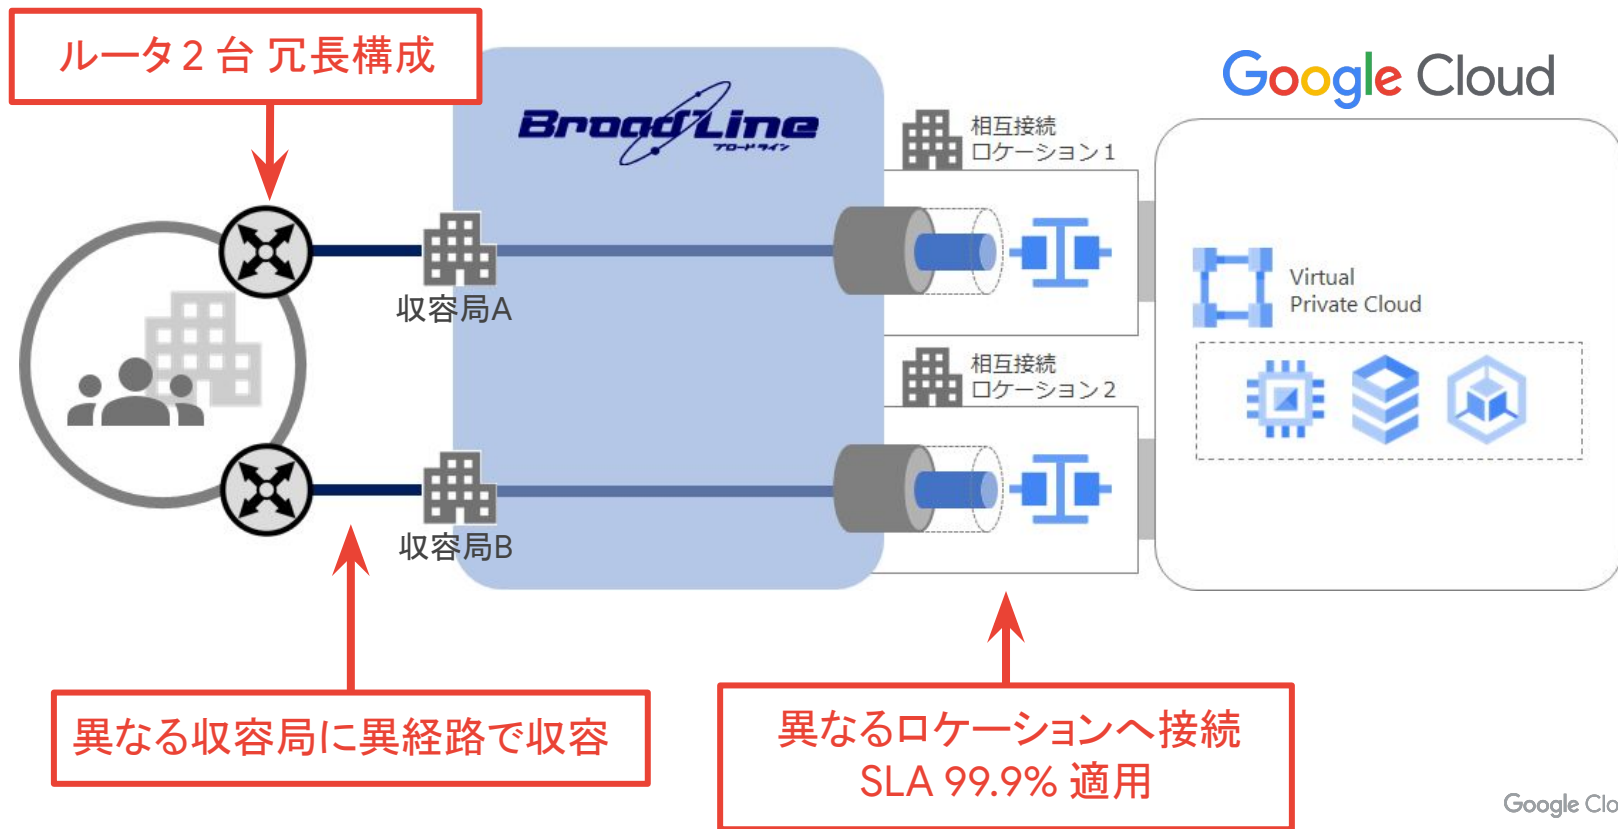 ルータ2 台 冗長構成
BroadLine
ブロードライン
Google Cloud
相互接続
ロケーション 1
収容局A
Virtual
Private Cloud
相互接続
ロケーション 2
収容局B
異なる収容局に異経路で収容
異なるロケーションへ接続
SLA 99.9% 適用
Google Clo